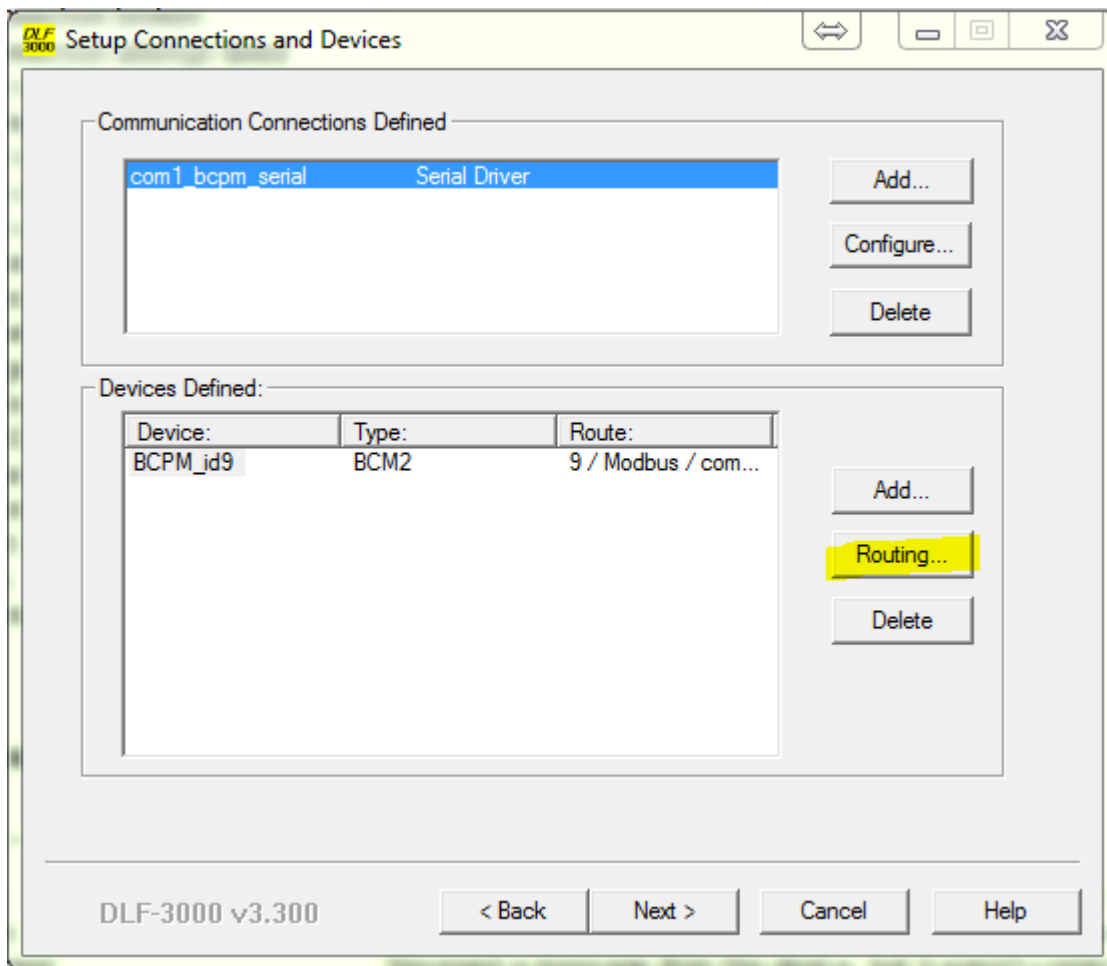 DLF 3000 Setup Connections and Devices
Communication Connections Defined
com1_bcpm_serial Serial Driver
Add...
Configure...
Delete
Devices Defined:
Device: Type: Route:
BCPM_id9 BCM2 9 / Modbus / com...
Add...
Routing...
Delete
DLF-3000 v3.300 < Back Next > Cancel Help